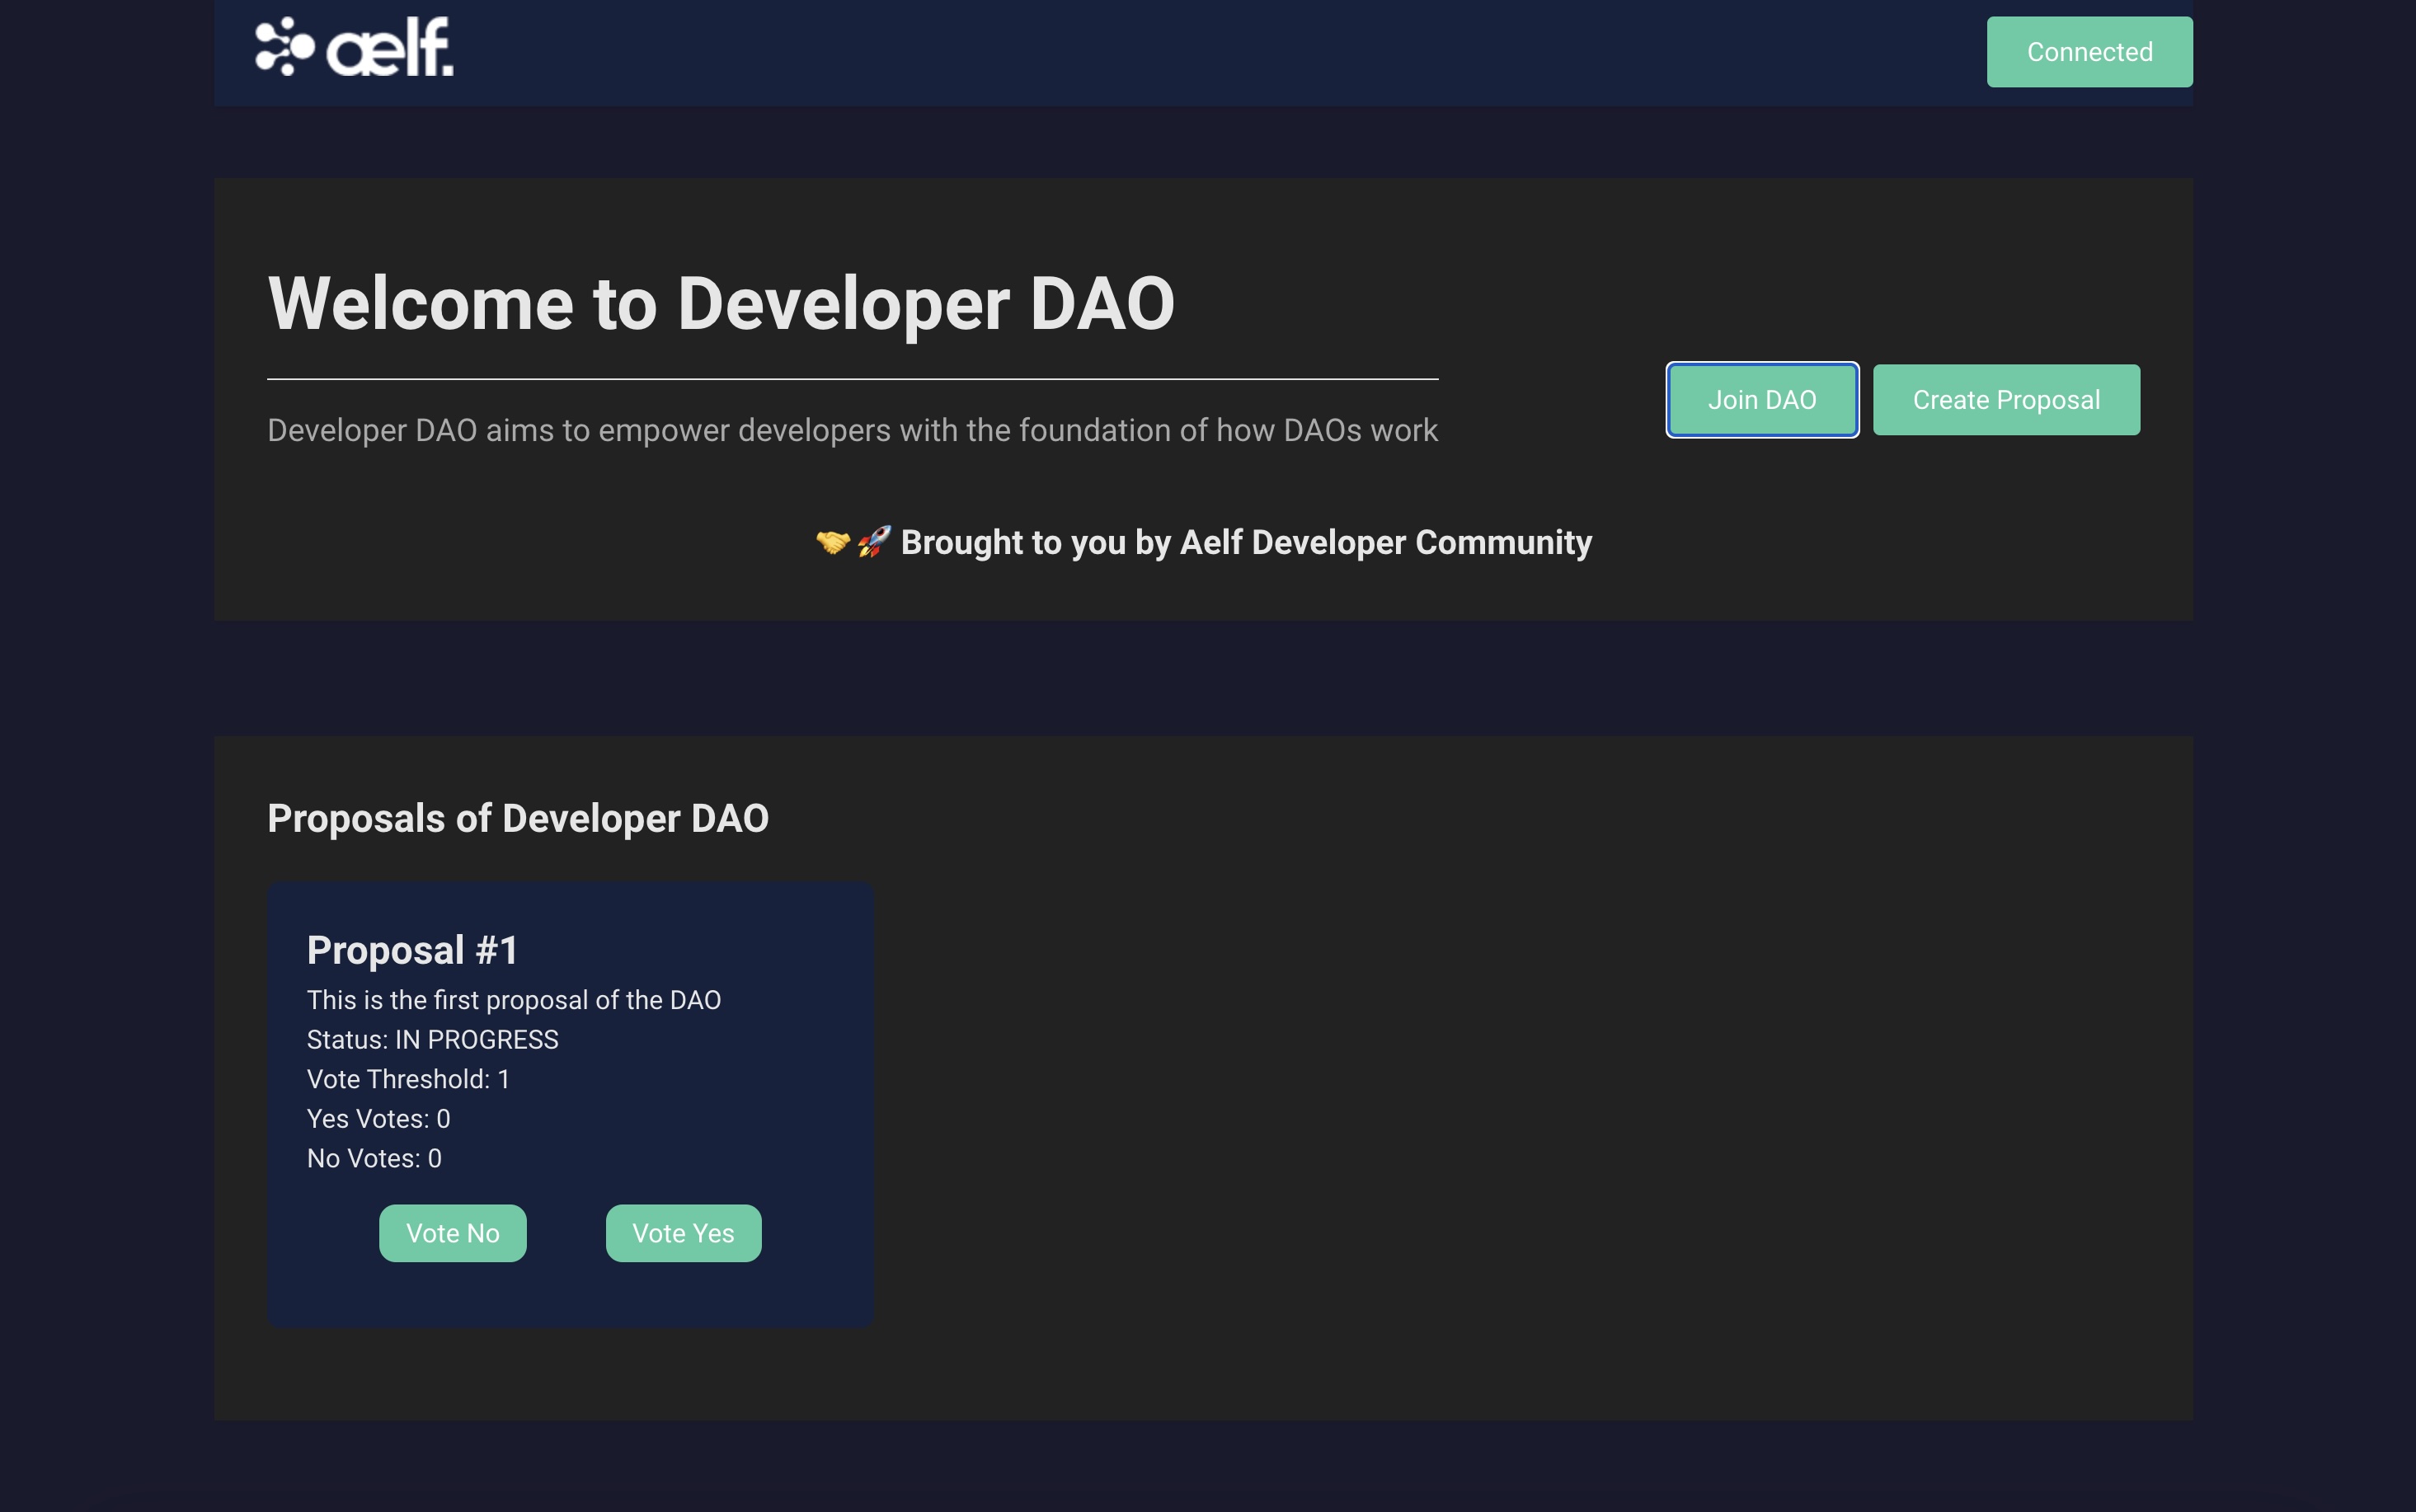 aelf.
Connected
Welcome to Developer DAO
Developer DAO aims to empower developers with the foundation of how DAOs work
Join DAO
Create Proposal
🤝🚀 Brought to you by Aelf Developer Community
Proposals of Developer DAO
Proposal #1
This is the first proposal of the DAO
Status: IN PROGRESS
Vote Threshold: 1
Yes Votes: 0
No Votes: 0
Vote No
Vote Yes